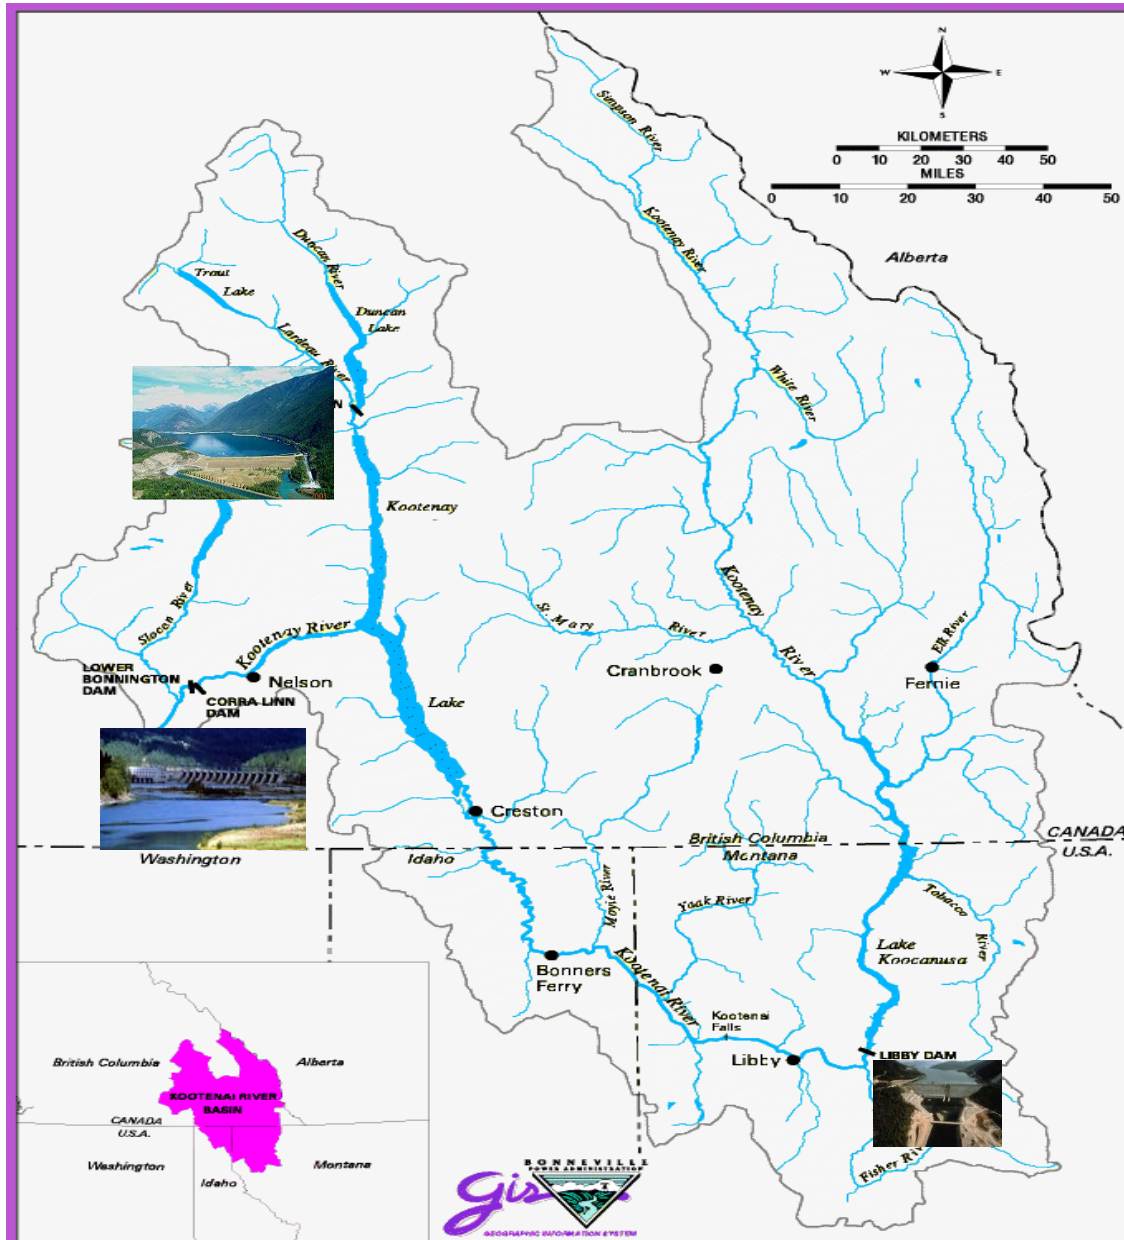 N
W
E
S
KILOMETERS
0 10 20 30 40 50
MILES
0 10 20 30 40 50
Simpson River
Kootenay River
Alberta
Duncan River
Trout
Lake
Duncan
Lake
Lardeau River
White River
N
Kootenay
Kootenay
River
Slocan River
Kootenay River
St. Mary River
Elk River
LOWER
BONNINGTON
DAM
Nelson
CORRA LINN
DAM
Cranbrook
Fernie
Lake
Creston
British Columbia
Montana
CANADA
U.S.A.
Washington
Idaho
Moyie River
Yaak River
Tobacco
River
Lake
Koocanusa
Bonners
Ferry
Kootenai River
Kootenai
Falls
Libby
LIBBY DAM
Fisher Riv
British Columbia
Alberta
KOOTENAI RIVER
BASIN
CANADA
U.S.A.
Washington
Montana
Idaho
BONNEVILLE
POWER ADMINISTRATION
Gis
GEOGRAPHIC INFORMATION SYSTEM